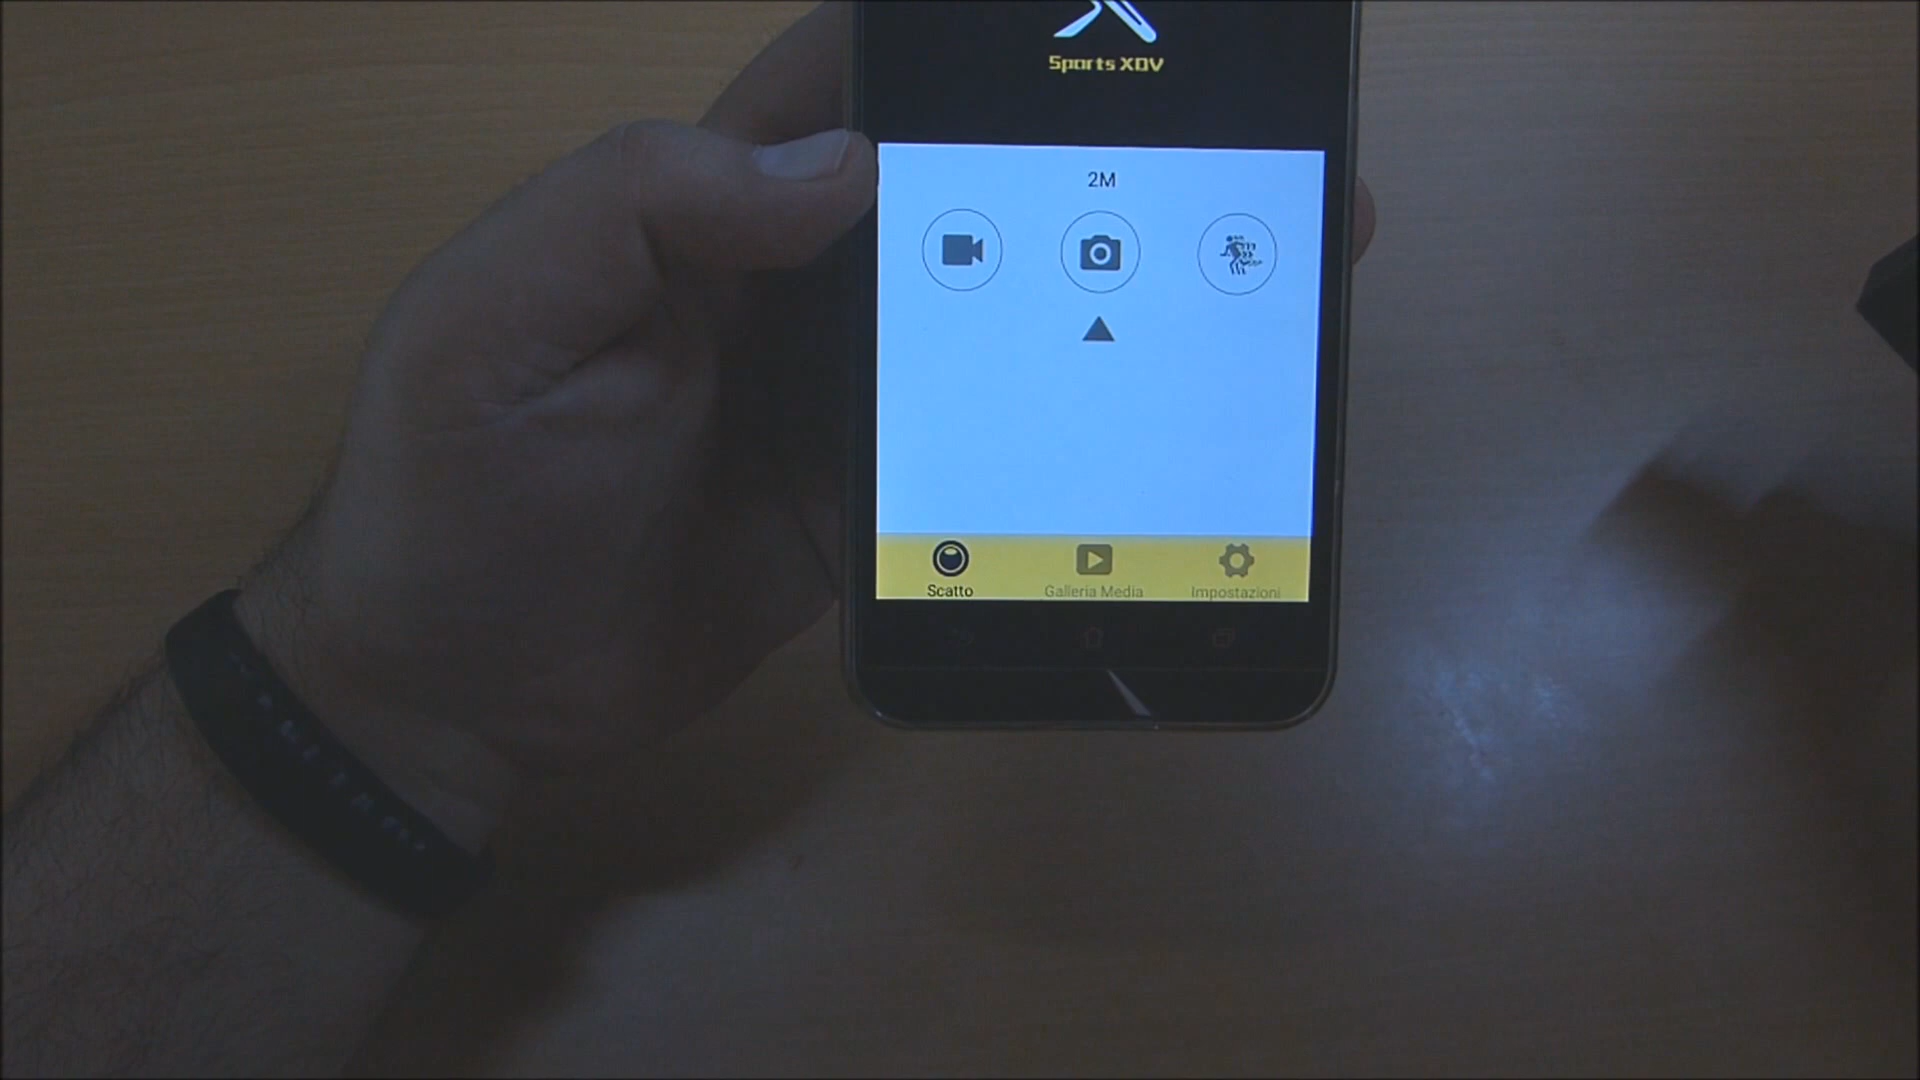 Sports XDV
2M
Scatto
Galleria Media
Impostazioni